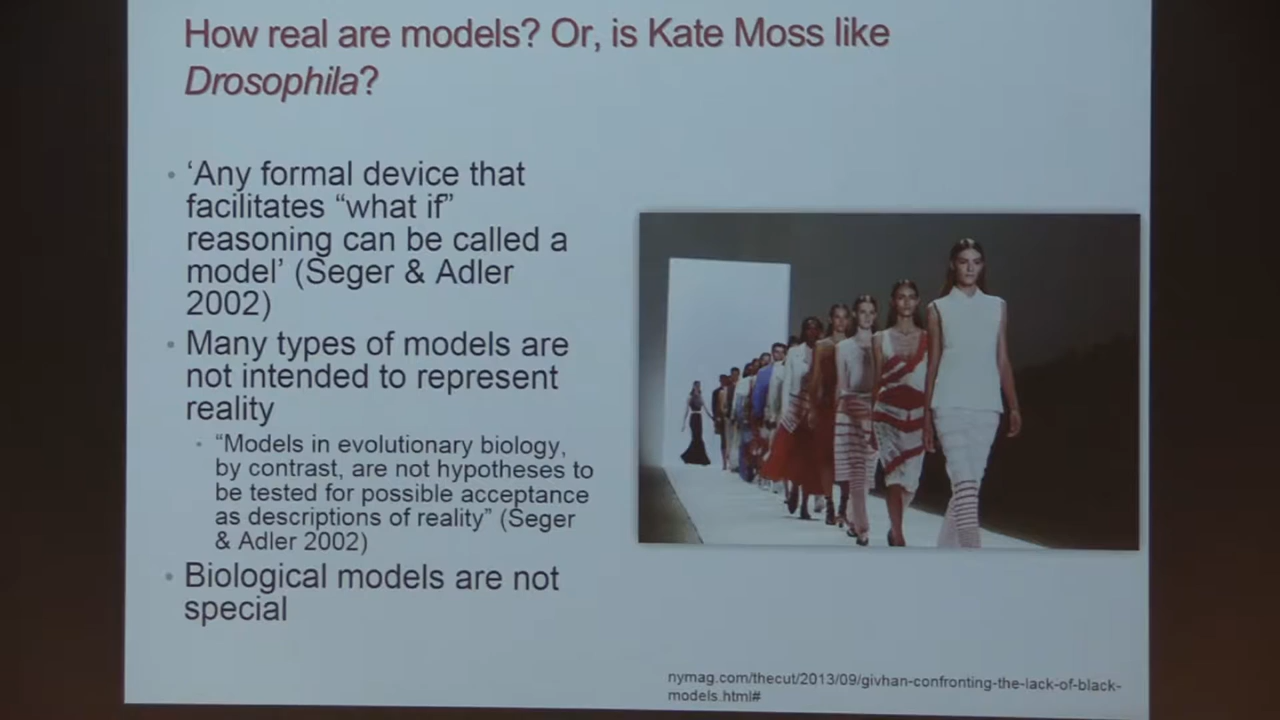 How real are models? Or, is Kate Moss like
Drosophila?
• ‘Any formal device that
facilitates “what if”
reasoning can be called a
model’ (Seger & Adler
2002)
• Many types of models are
not intended to represent
reality
• “Models in evolutionary biology,
by contrast, are not hypotheses to
be tested for possible acceptance
as descriptions of reality” (Seger
& Adler 2002)
• Biological models are not
special
nymag.com/thecut/2013/09/givhan-confronting-the-lack-of-black-
models.html#